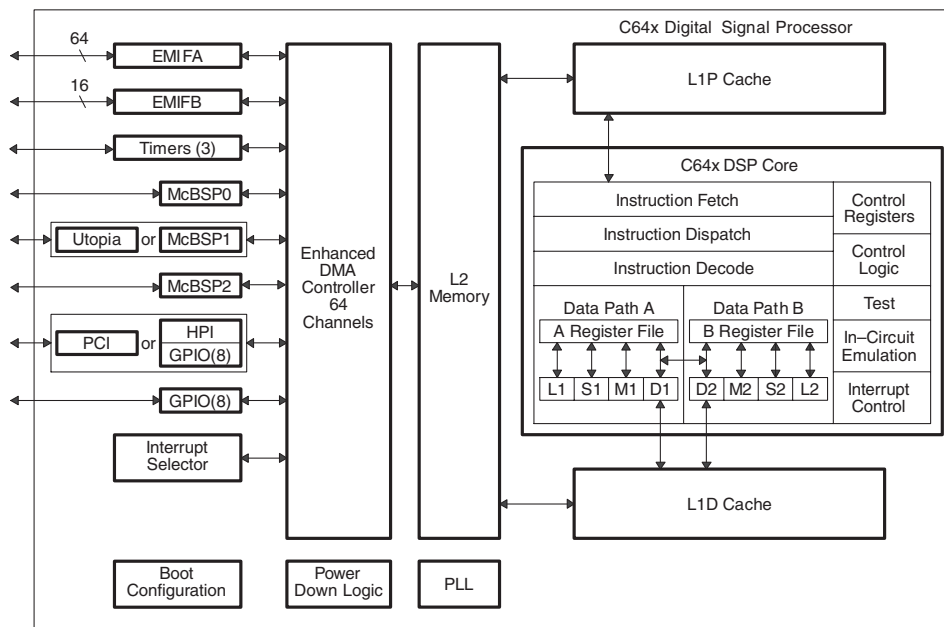 C64x Digital Signal Processor
64
EMIFA
16
EMIFB
Timers (3)
McBSP0
Utopia or McBSP1
McBSP2
PCI or HPI
GPIO(8)
GPIO(8)
Interrupt
Selector
Boot
Configuration
Enhanced
DMA
Controller
64
Channels
Power
Down Logic
L2
Memory
PLL
L1P Cache
C64x DSP Core
Instruction Fetch
Instruction Dispatch
Instruction Decode
Data Path A
A Register File
L1 S1 M1 D1
Data Path B
B Register File
D2 M2 S2 L2
Control
Registers
Control
Logic
Test
In–Circuit
Emulation
Interrupt
Control
L1D Cache